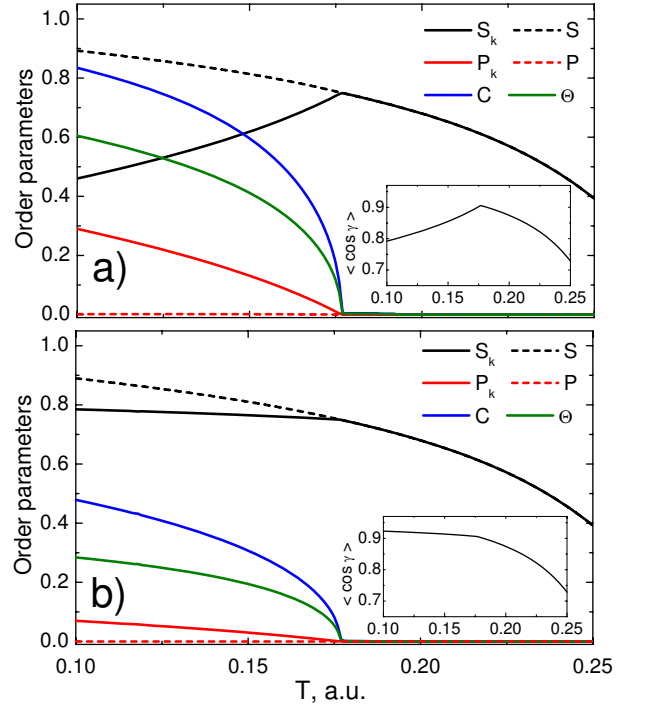 1.0
0.8
0.6
0.4
0.2
0.0
Order parameters
S_k S
P_k P
C Θ
a)
0.9
0.8
0.7
< cos γ >
0.10 0.15 0.20 0.25
1.0
0.8
0.6
0.4
0.2
0.0
Order parameters
S_k S
P_k P
C Θ
b)
0.9
0.8
0.7
< cos γ >
0.10 0.15 0.20 0.25
0.10 0.15 0.20 0.25
T, a.u.